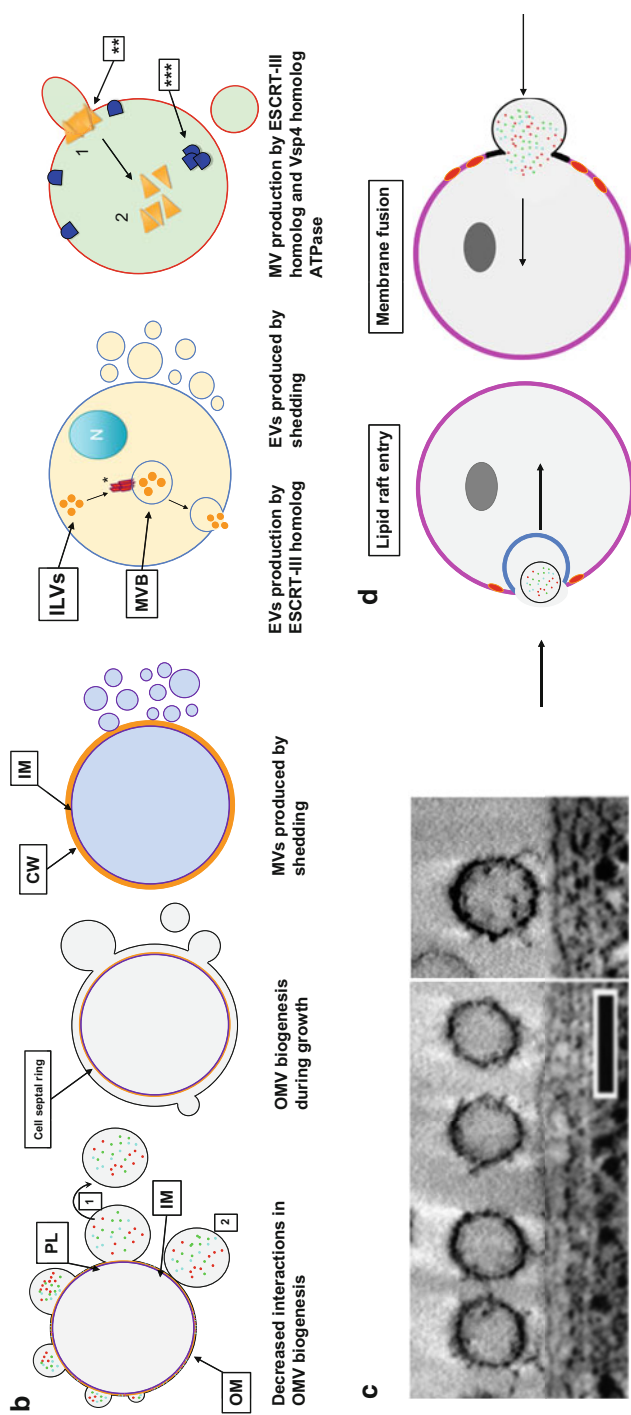 b
PL
1
IM
2
OM
Decreased interactions in
OMV biogenesis
Cell septal ring
OMV biogenesis
during growth
CW
IM
MVs produced by
shedding
ILVs
*
N
MVB
EVs production by
ESCRT-III homolog
EVs produced by
shedding
1
2
**
***
MV production by ESCRT-III
homolog and Vsp4 homolog
ATPase
c
d
Lipid raft entry
Membrane fusion